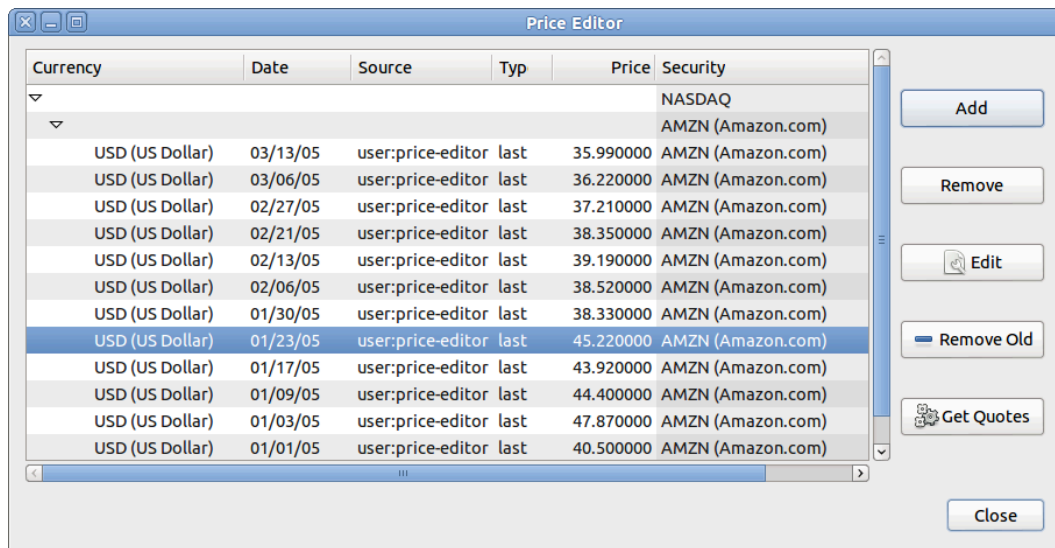 Price Editor
Currency Date Source Typ Price Security
NASDAQ
AMZN (Amazon.com)
USD (US Dollar) 03/13/05 user:price-editor last 35.990000 AMZN (Amazon.com)
USD (US Dollar) 03/06/05 user:price-editor last 36.220000 AMZN (Amazon.com)
USD (US Dollar) 02/27/05 user:price-editor last 37.210000 AMZN (Amazon.com)
USD (US Dollar) 02/21/05 user:price-editor last 38.350000 AMZN (Amazon.com)
USD (US Dollar) 02/13/05 user:price-editor last 39.190000 AMZN (Amazon.com)
USD (US Dollar) 02/06/05 user:price-editor last 38.520000 AMZN (Amazon.com)
USD (US Dollar) 01/30/05 user:price-editor last 38.330000 AMZN (Amazon.com)
USD (US Dollar) 01/23/05 user:price-editor last 45.220000 AMZN (Amazon.com)
USD (US Dollar) 01/17/05 user:price-editor last 43.920000 AMZN (Amazon.com)
USD (US Dollar) 01/09/05 user:price-editor last 44.400000 AMZN (Amazon.com)
USD (US Dollar) 01/03/05 user:price-editor last 47.870000 AMZN (Amazon.com)
USD (US Dollar) 01/01/05 user:price-editor last 40.500000 AMZN (Amazon.com)
Add
Remove
Edit
Remove Old
Get Quotes
Close